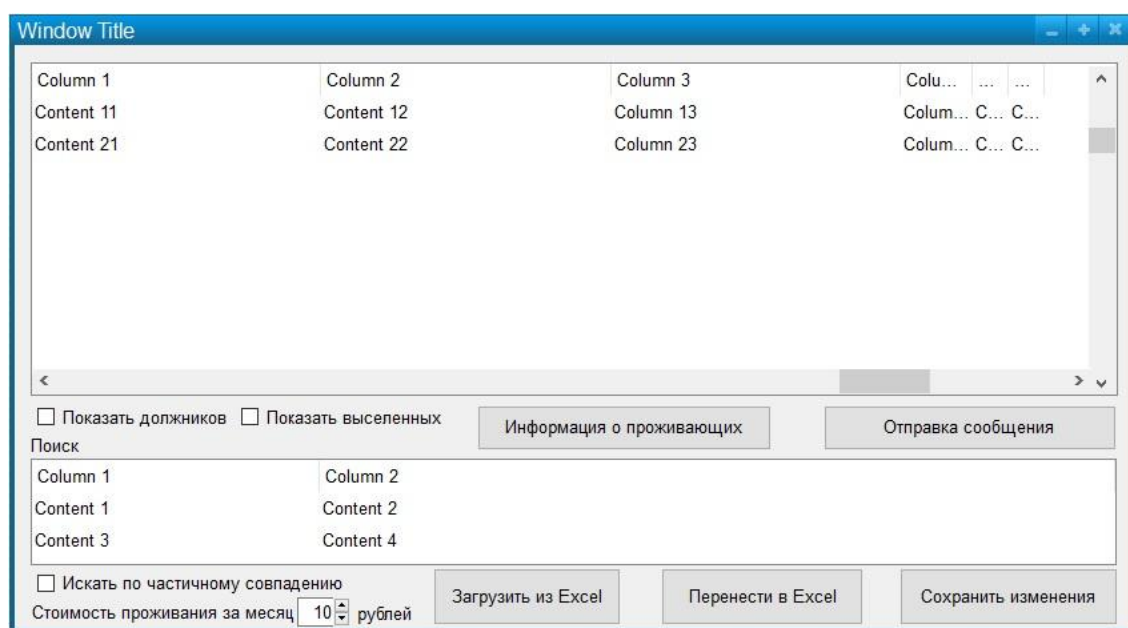 Window Title
Column 1 Column 2 Column 3 Colu... ... ...
Content 11 Content 12 Column 13 Colum... C... C...
Content 21 Content 22 Column 23 Colum... C... C...
Показать должников Показать выселенных Информация о проживающих Отправка сообщения
Поиск
Column 1 Column 2
Content 1 Content 2
Content 3 Content 4
Искать по частичному совпадению
Загрузить из Excel Перенести в Excel Сохранить изменения
Стоимость проживания за месяц 10 рублей